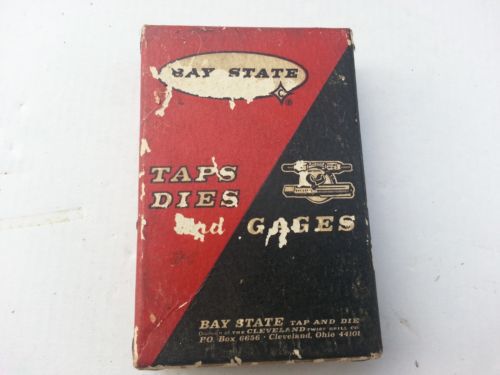 BAY STATE
C
®
TAPS
DIES
and GAGES
BAY STATE TAP AND DIE
Division of THE CLEVELAND TWIST DRILL CO.
P.O. Box 6656 · Cleveland, Ohio 44101